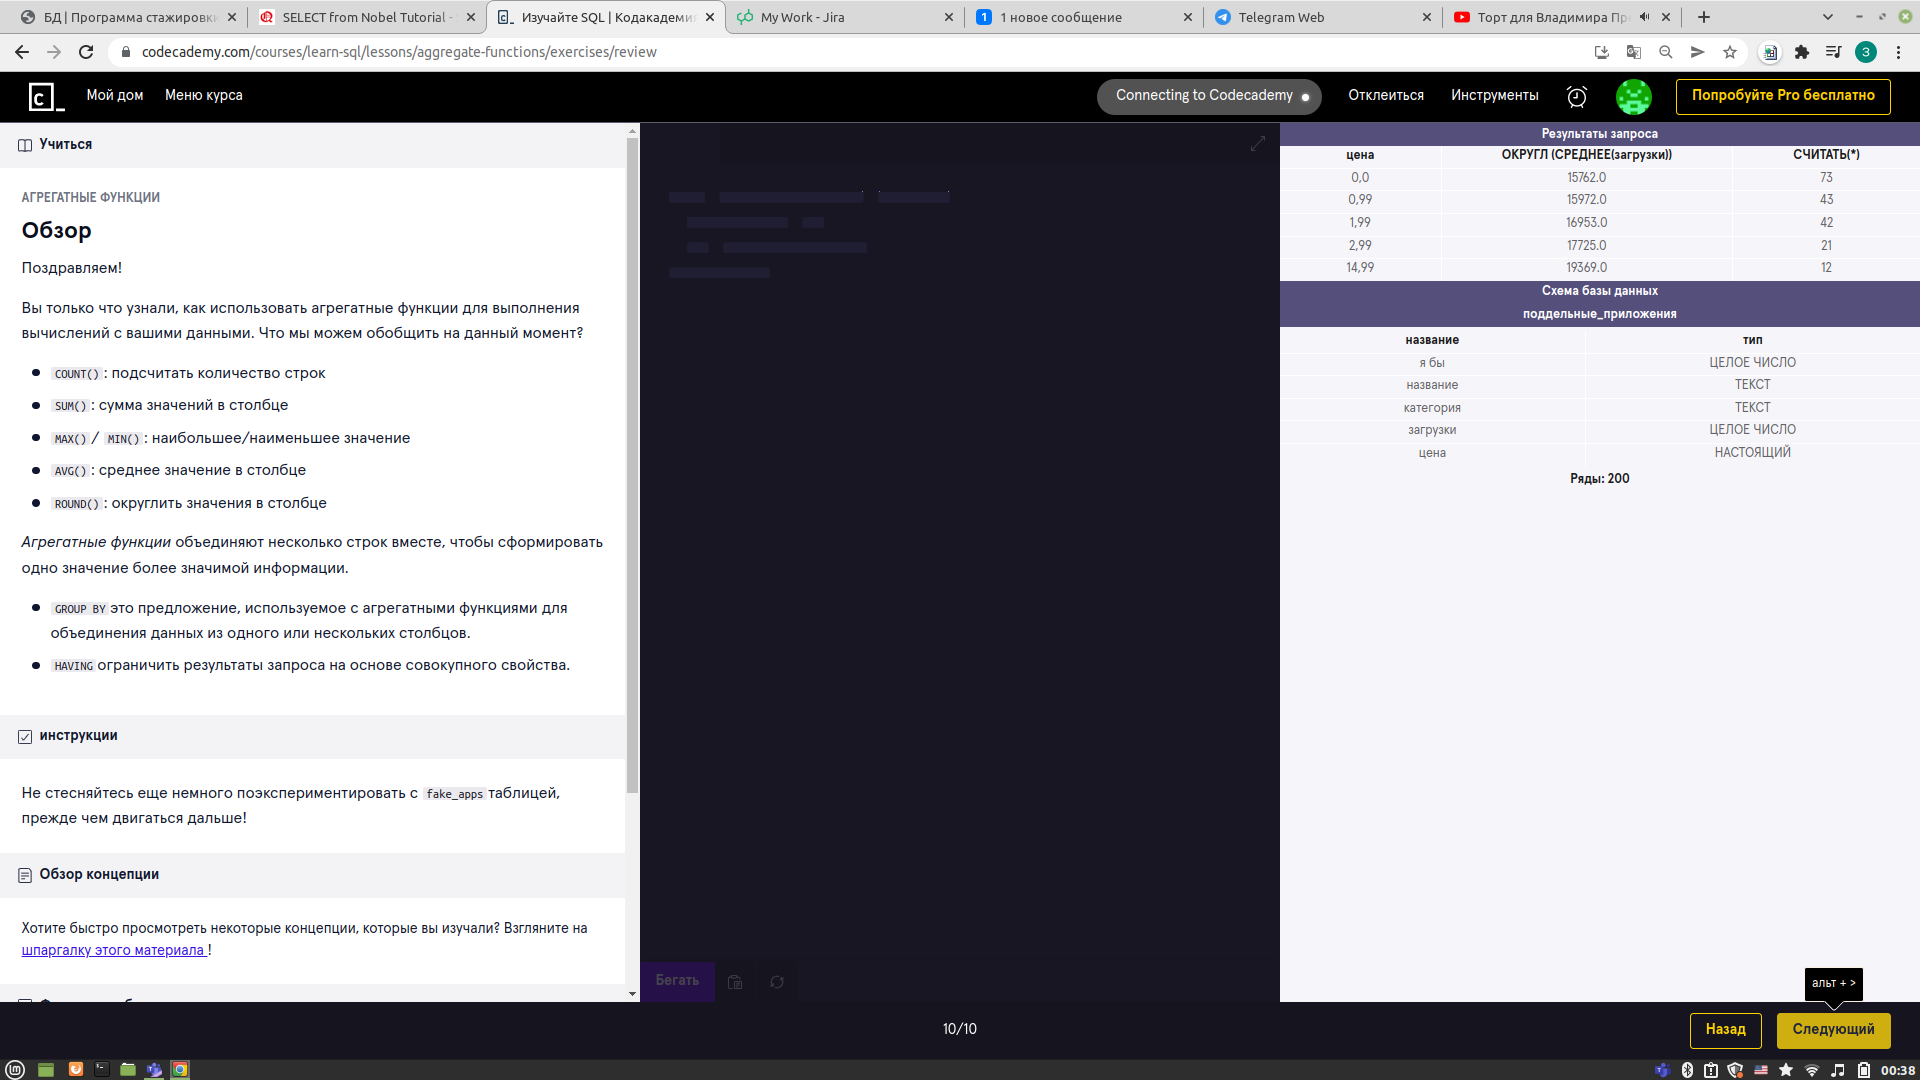 БД | Программа стажировки
SELECT from Nobel Tutorial -
Изучайте SQL | Кодакадеми
My Work - Jira
1 новое сообщение
Telegram Web
Торт для Владимира
codecademy.com/courses/learn-sql/lessons/aggregate-functions/exercises/review
З
Мой дом
Меню курса
Connecting to Codecademy
Отклеиться
Инструменты
Попробуйте Pro бесплатно
Учиться
АГРЕГАТНЫЕ ФУНКЦИИ
Обзор
Поздравляем!
Вы только что узнали, как использовать агрегатные функции для выполнения
вычислений с вашими данными. Что мы можем обобщить на данный момент?
COUNT() : подсчитать количество строк
SUM() : сумма значений в столбце
MAX() / MIN() : наибольшее/наименьшее значение
AVG() : среднее значение в столбце
ROUND() : округлить значения в столбце
Агрегатные функции объединяют несколько строк вместе, чтобы сформировать
одно значение более значимой информации.
GROUP BY это предложение, используемое с агрегатными функциями для
объединения данных из одного или нескольких столбцов.
HAVING ограничить результаты запроса на основе совокупного свойства.
инструкции
Не стесняйтесь еще немного поэкспериментировать с fake_apps таблицей,
прежде чем двигаться дальше!
Обзор концепции
Хотите быстро просмотреть некоторые концепции, которые вы изучали? Взгляните на
шпаргалку этого материала !
Бегать
Результаты запроса
цена ОКРУГЛ (СРЕДНЕЕ(загрузки)) СЧИТАТЬ(*)
0,0 15762.0 73
0,99 15972.0 43
1,99 16953.0 42
2,99 17725.0 21
14,99 19369.0 12
Схема базы данных
поддельные_приложения
название тип
я бы ЦЕЛОЕ ЧИСЛО
название ТЕКСТ
категория ТЕКСТ
загрузки ЦЕЛОЕ ЧИСЛО
цена НАСТОЯЩИЙ
Ряды: 200
альт + >
10/10
Назад
Следующий
00:38